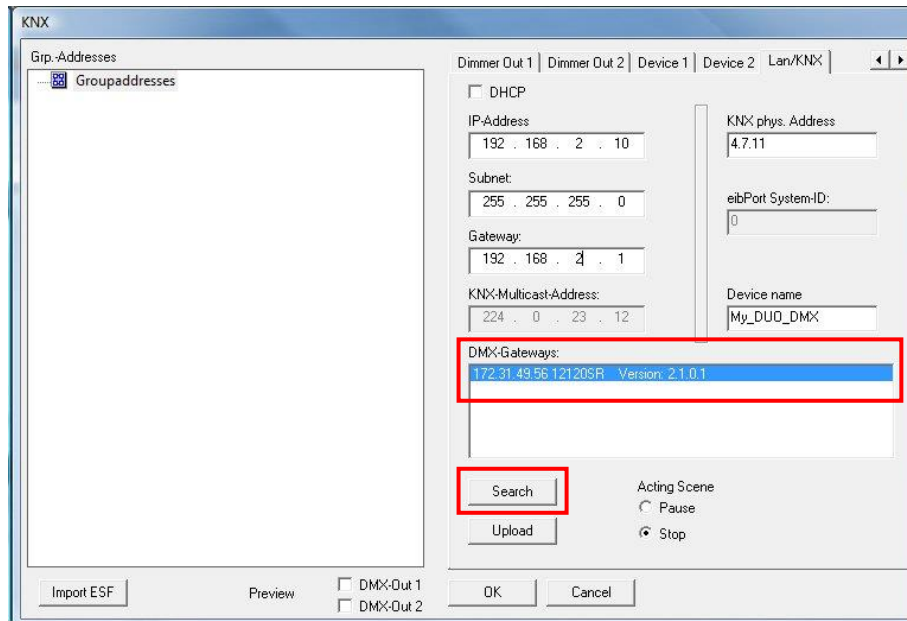 KNX
Grp.-Addresses
Groupaddresses
Dimmer Out 1 Dimmer Out 2 Device 1 Device 2 Lan/KNX
DHCP
IP-Address
192 . 168 . 2 . 10
KNX phys. Address
4.7.11
Subnet:
255 . 255 . 255 . 0
eibPort System-ID:
0
Gateway:
192 . 168 . 2 . 1
KNX-Multicast-Address:
224 . 0 . 23 . 12
Device name
My_DUO_DMX
DMX-Gateways:
172.31.49.56 12120SR Version: 2.1.0.1
Search
Acting Scene
Pause
Upload
Stop
Import ESF
Preview
DMX-Out 1
DMX-Out 2
OK
Cancel